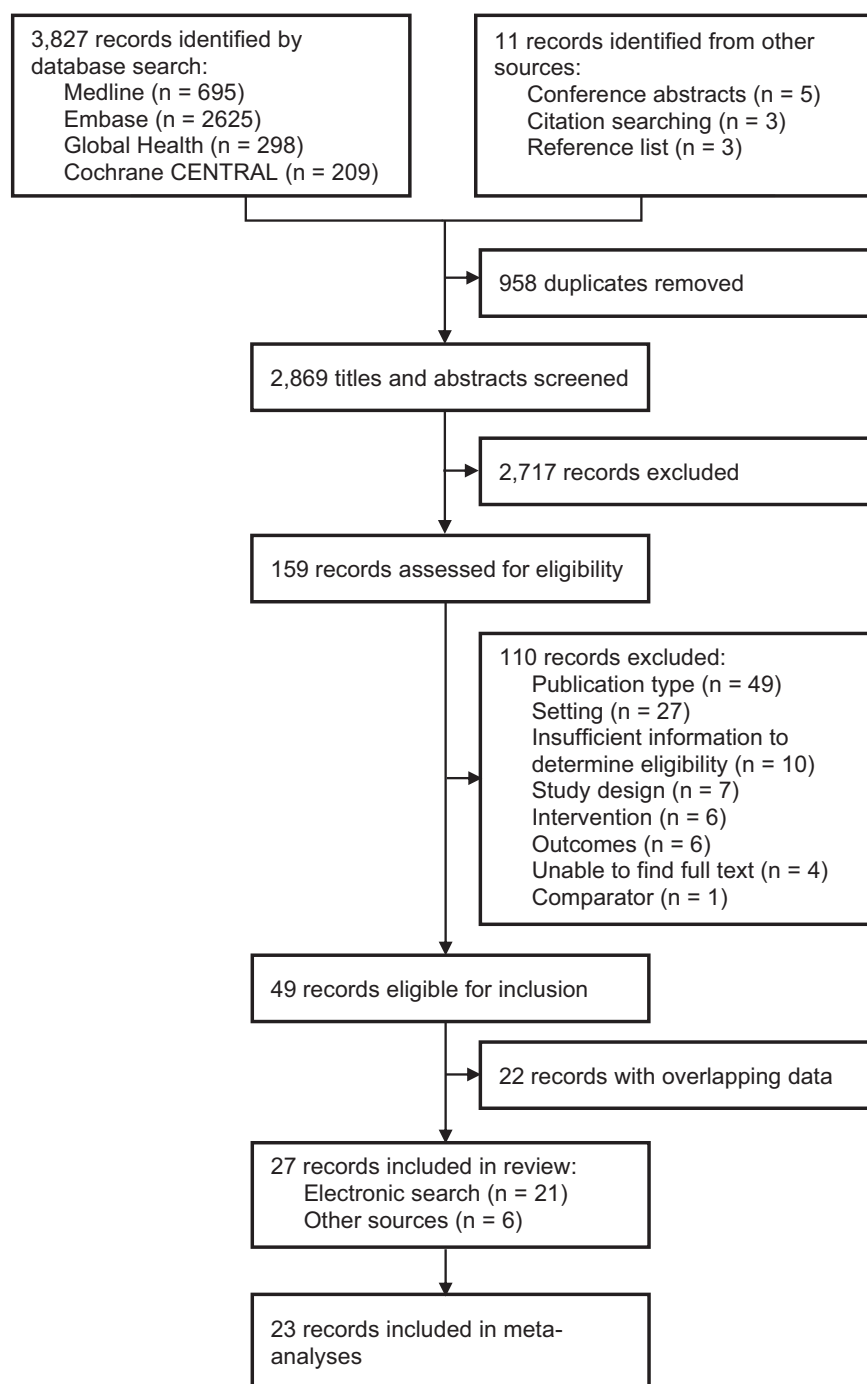 3,827 records identified by
database search:
Medline (n = 695)
Embase (n = 2625)
Global Health (n = 298)
Cochrane CENTRAL (n = 209)
11 records identified from other
sources:
Conference abstracts (n = 5)
Citation searching (n = 3)
Reference list (n = 3)
958 duplicates removed
2,869 titles and abstracts screened
2,717 records excluded
159 records assessed for eligibility
110 records excluded:
Publication type (n = 49)
Setting (n = 27)
Insufficient information to
determine eligibility (n = 10)
Study design (n = 7)
Intervention (n = 6)
Outcomes (n = 6)
Unable to find full text (n = 4)
Comparator (n = 1)
49 records eligible for inclusion
22 records with overlapping data
27 records included in review:
Electronic search (n = 21)
Other sources (n = 6)
23 records included in meta-
analyses